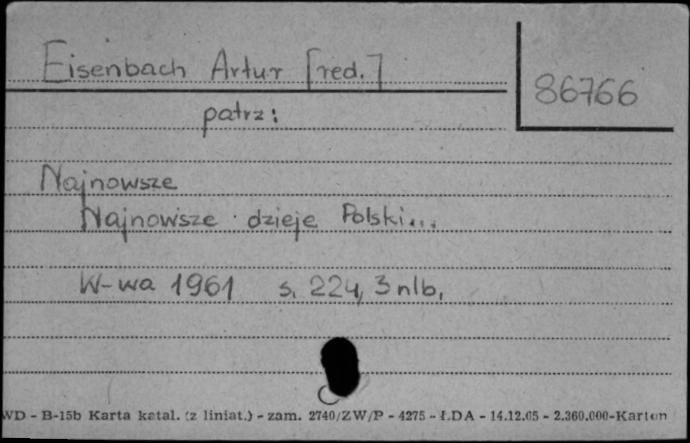 Eisenbach Artur [red.]
86766
patrz:
Najnowsze
Najnowsze dzieje Polski...
W-wa 1961 s. 224, 3 nlb.
WD - B-15b Karta katal. (z liniat.) - zam. 2740/ZW/P - 4275 - ŁDA - 14.12.65 - 2.360.000-Karton